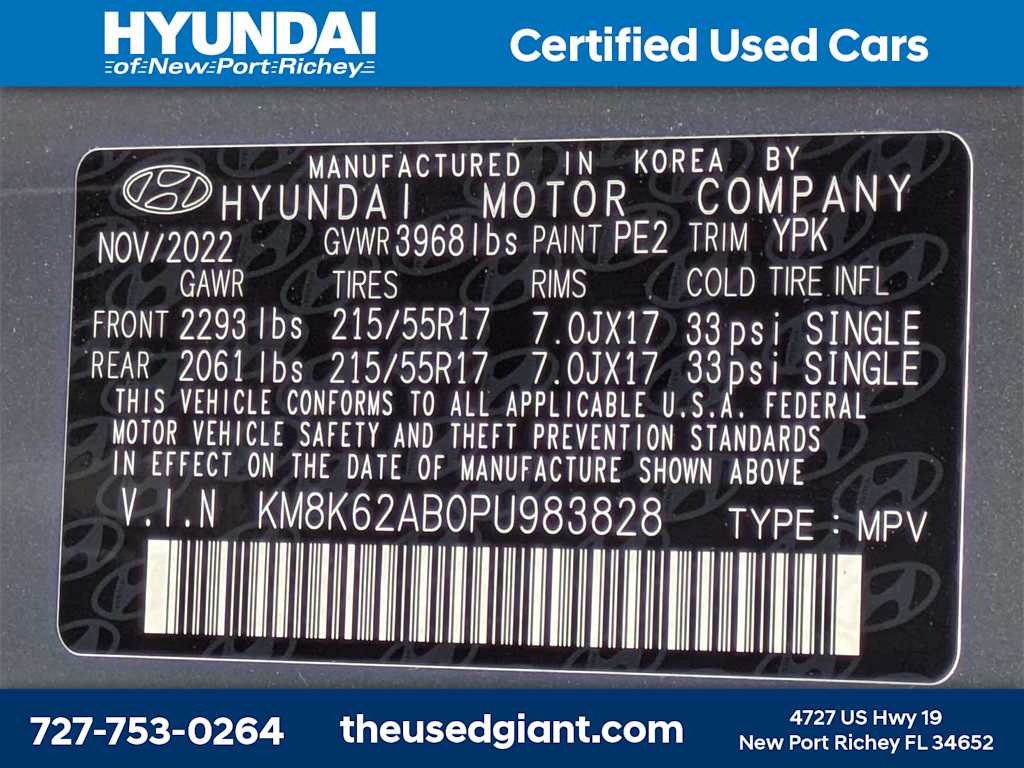 HYUNDAI
of New Port Richey
Certified Used Cars
MANUFACTURED IN KOREA BY
HYUNDAI MOTOR COMPANY
NOV/2022 GVWR 3968 lbs PAINT PE2 TRIM YPK
GAWR TIRES RIMS COLD TIRE INFL
FRONT 2293 lbs 215/55R17 7.0JX17 33psi SINGLE
REAR 2061 lbs 215/55R17 7.0JX17 33psi SINGLE
THIS VEHICLE CONFORMS TO ALL APPLICABLE U.S.A. FEDERAL
MOTOR VEHICLE SAFETY AND THEFT PREVENTION STANDARDS
IN EFFECT ON THE DATE OF MANUFACTURE SHOWN ABOVE
V.I.N KM8K62AB0PU983828 TYPE : MPV
727-753-0264
theusedgiant.com
4727 US Hwy 19
New Port Richey FL 34652